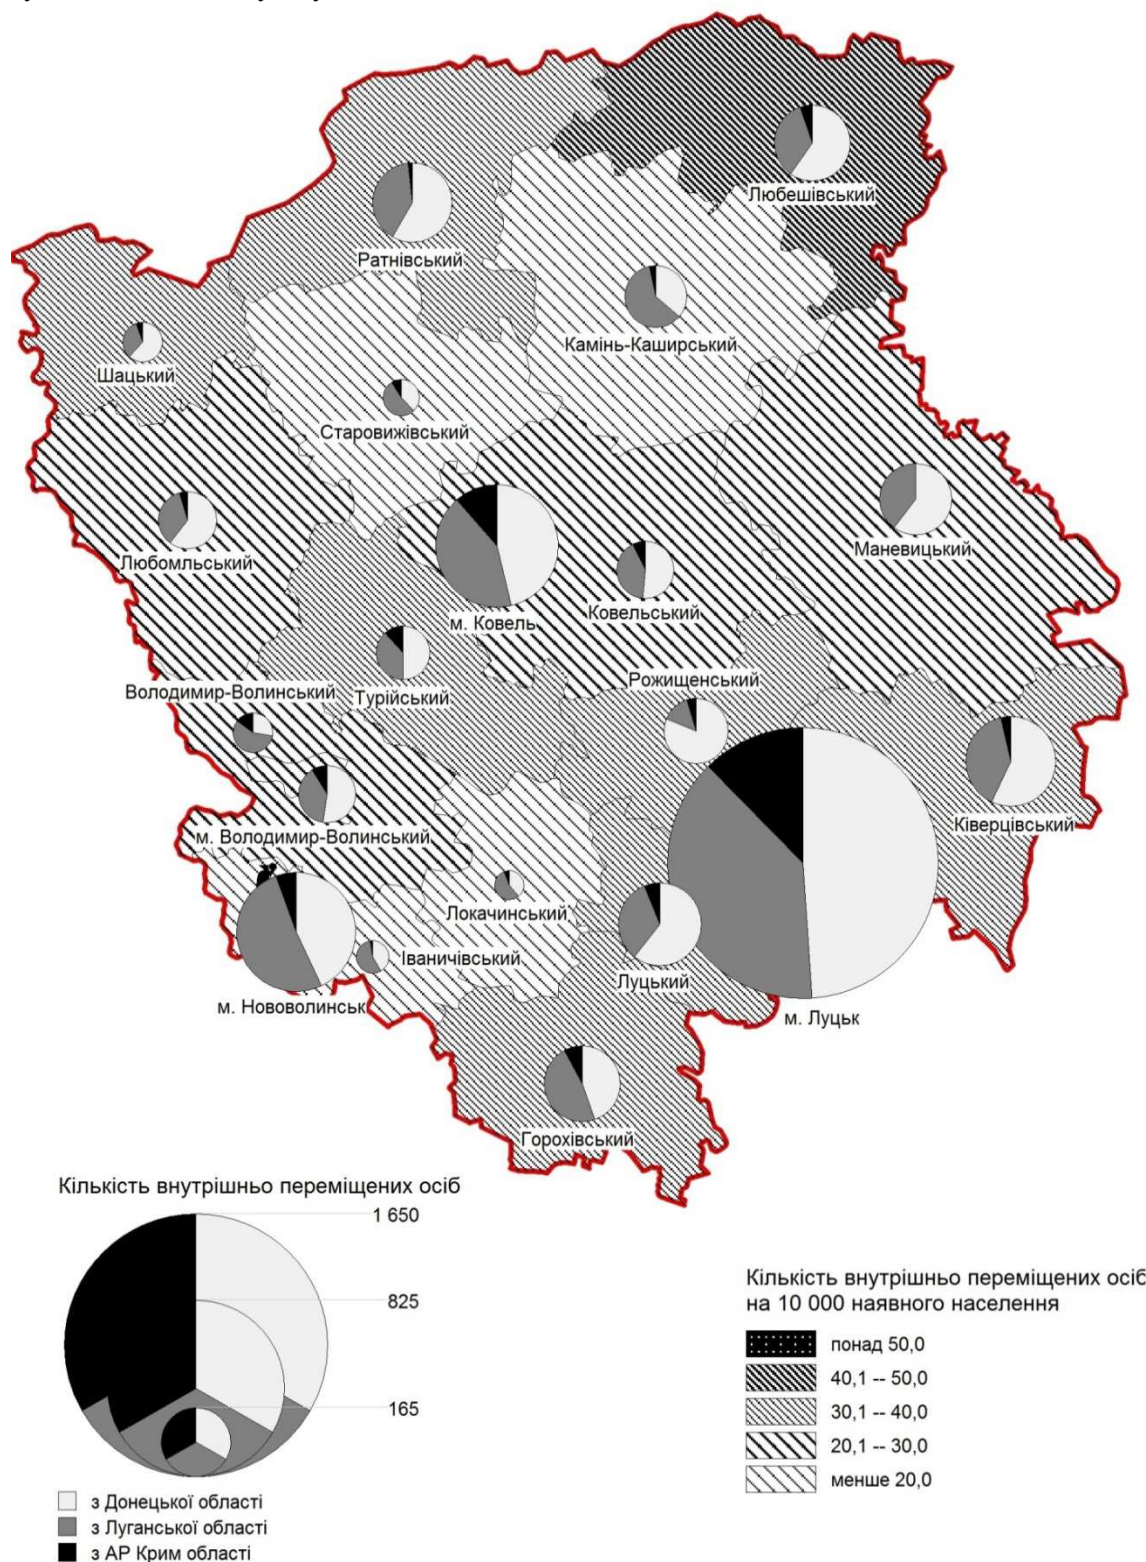 Любешівський
Ратнівський
Камінь-Каширський
Шацький
Старовижівський
Маневицький
Любомльський
Ковельський
м. Ковель
Рожищенський
Володимир-Волинський
Турійський
Ківерцівський
м. Володимир-Волинський
Локачинський
Іваничівський
Луцький
м. Нововолинськ
м. Луцьк
Горохівський
Кількість внутрішньо переміщених осіб
1 650
825
165
з Донецької області
з Луганської області
з АР Крим області
Кількість внутрішньо переміщених осіб
на 10 000 наявного населення
понад 50,0
40,1 -- 50,0
30,1 -- 40,0
20,1 -- 30,0
менше 20,0